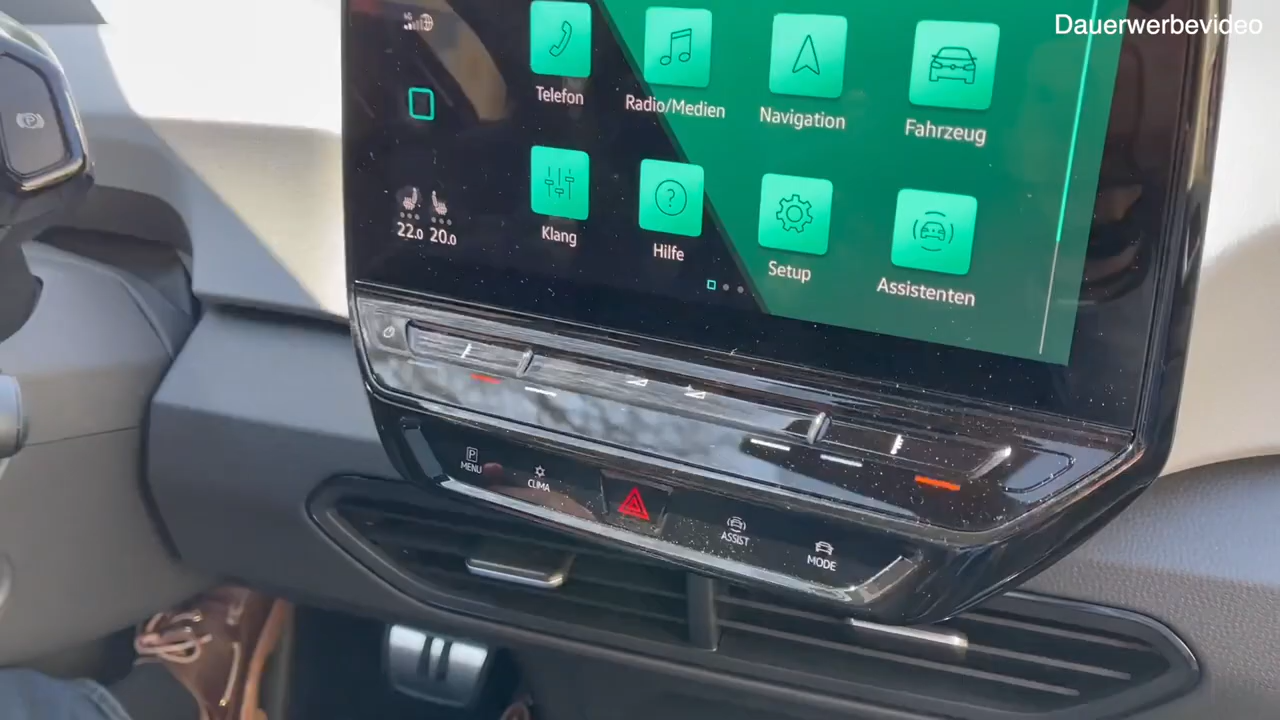 Dauerwerbevideo
Telefon
Radio/Medien
Navigation
Fahrzeug
Klang
Hilfe
Setup
Assistenten
22.0 20.0
P
MENU
CLIMA
ASSIST
MODE